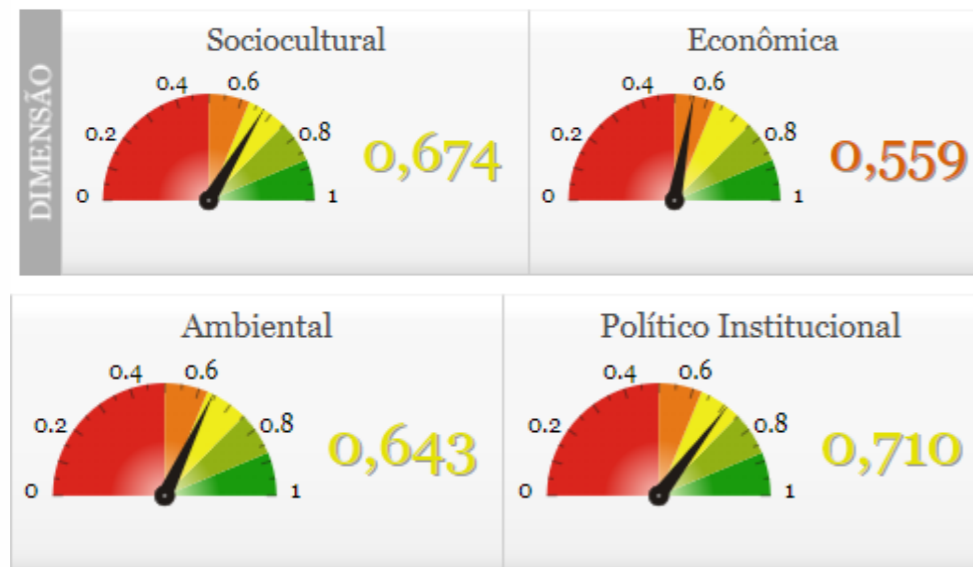 DIMENSÃO
Sociocultural
0 0.2 0.4 0.6 0.8 1
0,674
Econômica
0 0.2 0.4 0.6 0.8 1
0,559
Ambiental
0 0.2 0.4 0.6 0.8 1
0,643
Político Institucional
0 0.2 0.4 0.6 0.8 1
0,710